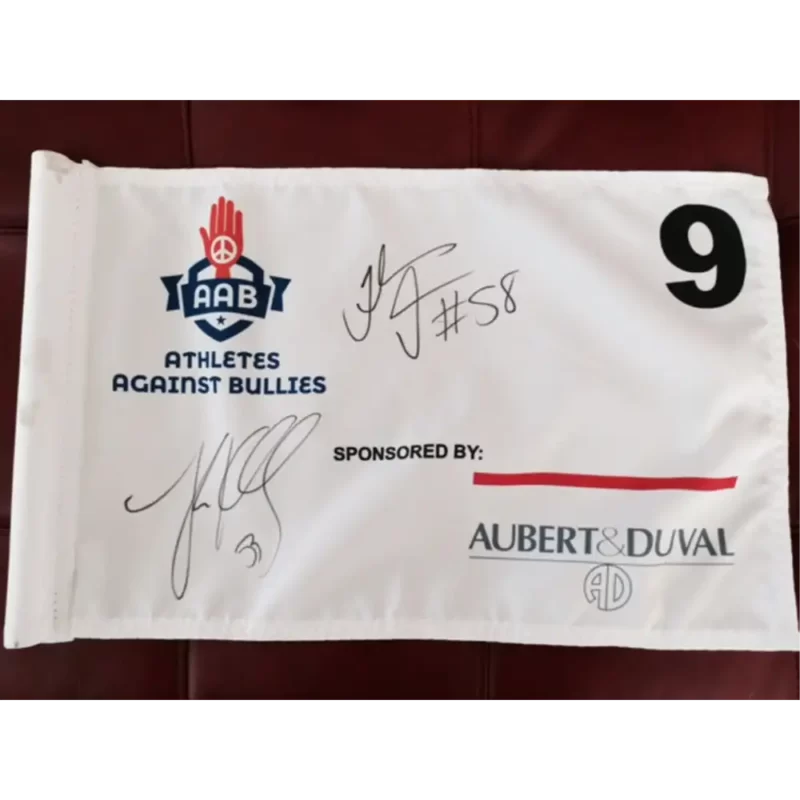 9
AAB
ATHLETES
AGAINST BULLIES
#58
SPONSORED BY:
AUBERT&DUVAL
AD